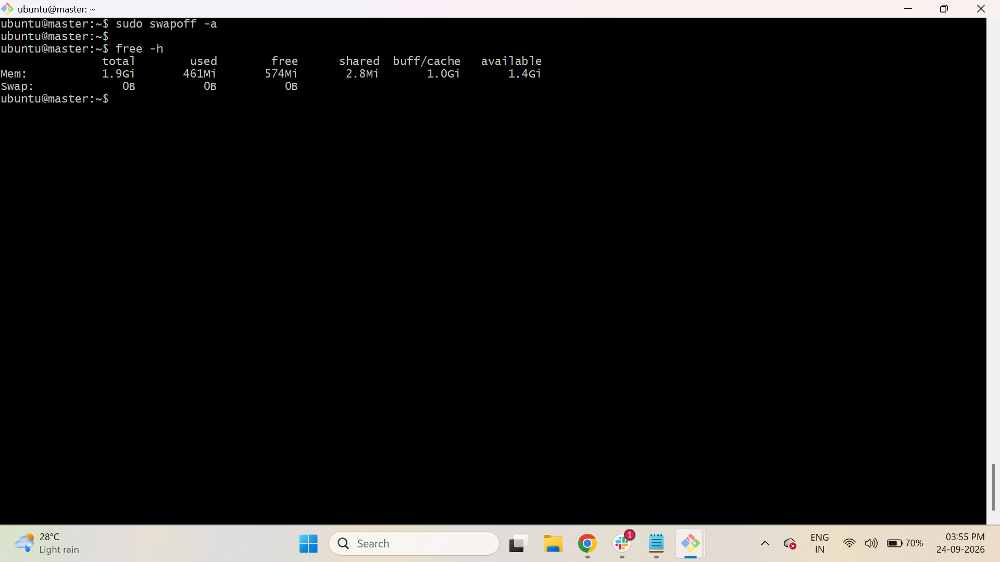 ubuntu@master: ~
ubuntu@master:~$ sudo swapoff -a
ubuntu@master:~$
ubuntu@master:~$ free -h
total used free shared buff/cache available
Mem: 1.9Gi 461Mi 574Mi 2.8Mi 1.0Gi 1.4Gi
Swap: 0B 0B 0B
ubuntu@master:~$
28°C
Light rain
Search
1
ENG
IN
70%
03:55 PM
24-09-2026